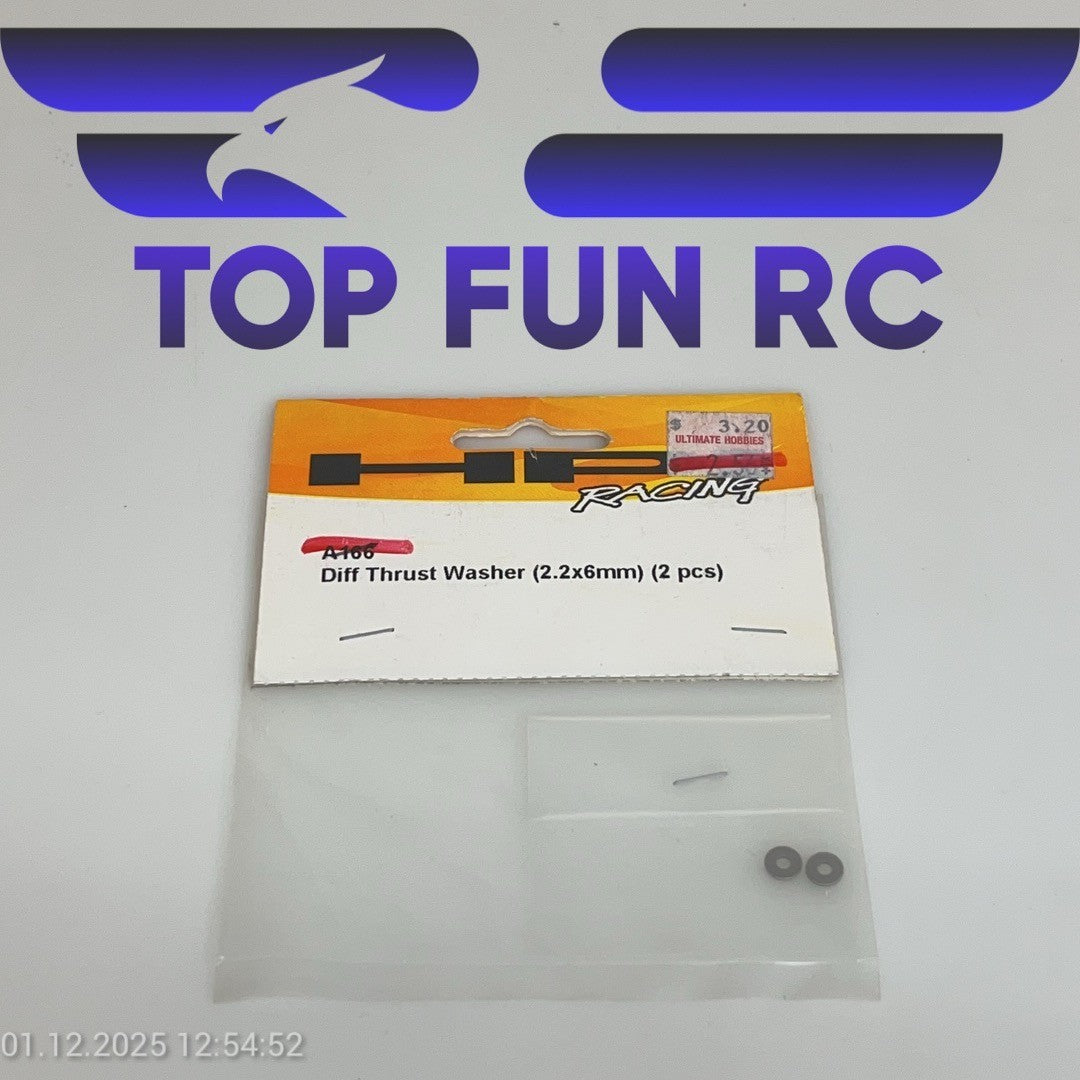 TOP FUN RC
$ 3.20
ULTIMATE HOBBIES
RACING
A166
Diff Thrust Washer (2.2x6mm) (2 pcs)
01.12.2025 12:54:52